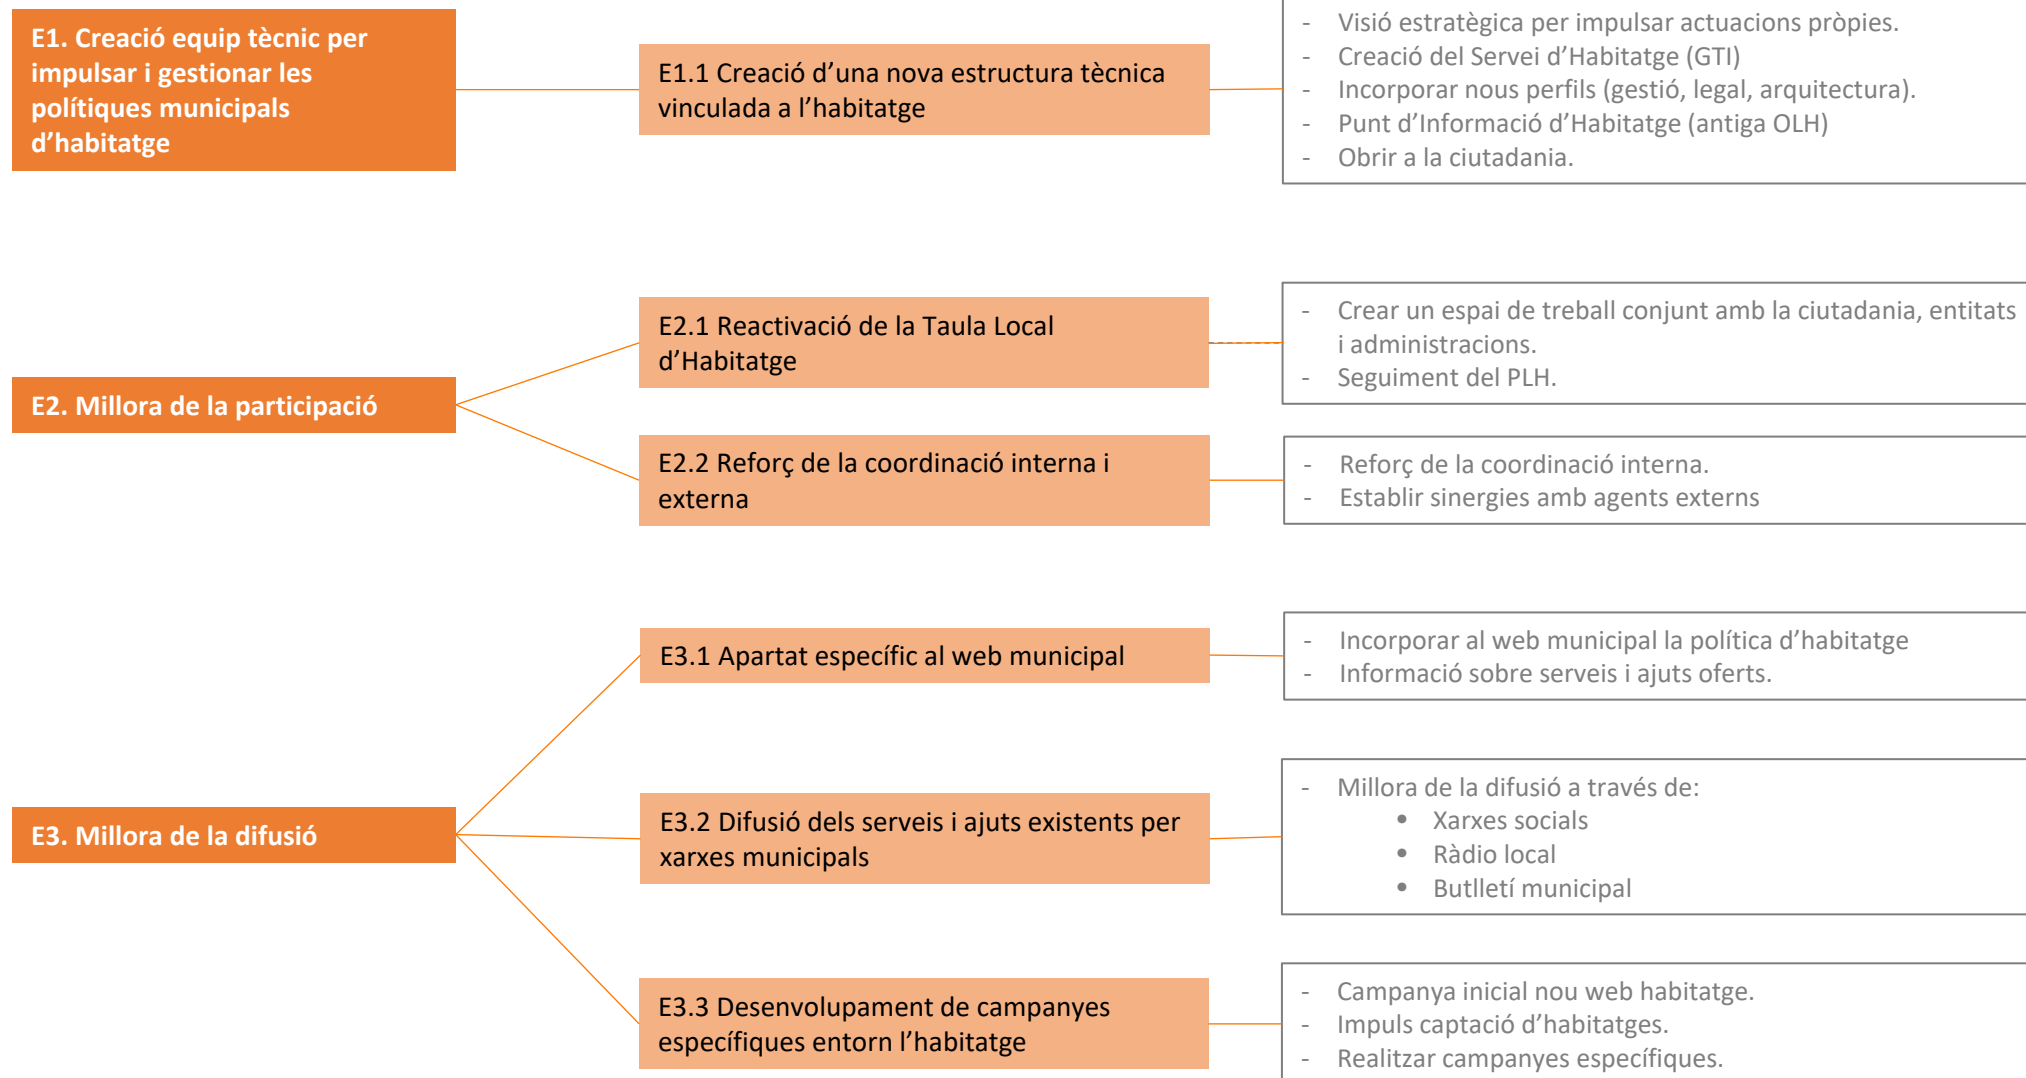 E1. Creació equip tècnic per
impulsar i gestionar les
polítiques municipals
d’habitatge
E1.1 Creació d’una nova estructura tècnica
vinculada a l’habitatge
- Visió estratègica per impulsar actuacions pròpies.
- Creació del Servei d’Habitatge (GTI)
- Incorporar nous perfils (gestió, legal, arquitectura).
- Punt d’Informació d’Habitatge (antiga OLH)
- Obrir a la ciutadania.
E2. Millora de la participació
E2.1 Reactivació de la Taula Local
d’Habitatge
- Crear un espai de treball conjunt amb la ciutadania, entitats
i administracions.
- Seguiment del PLH.
E2.2 Reforç de la coordinació interna i
externa
- Reforç de la coordinació interna.
- Establir sinergies amb agents externs
E3. Millora de la difusió
E3.1 Apartat específic al web municipal
- Incorporar al web municipal la política d’habitatge
- Informació sobre serveis i ajuts oferts.
E3.2 Difusió dels serveis i ajuts existents per
xarxes municipals
- Millora de la difusió a través de:
• Xarxes socials
• Ràdio local
• Butlletí municipal
E3.3 Desenvolupament de campanyes
específiques entorn l’habitatge
- Campanya inicial nou web habitatge.
- Impuls captació d’habitatges.
- Realitzar campanyes específiques.